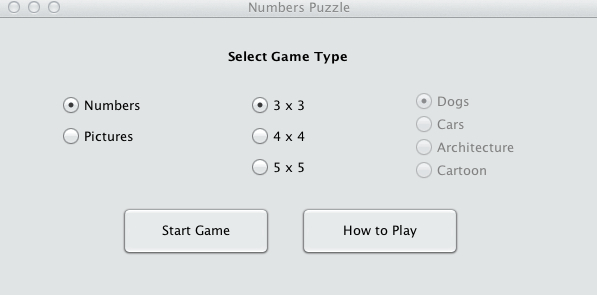 Numbers Puzzle
Select Game Type
Numbers
Pictures
3 x 3
4 x 4
5 x 5
Dogs
Cars
Architecture
Cartoon
Start Game
How to Play